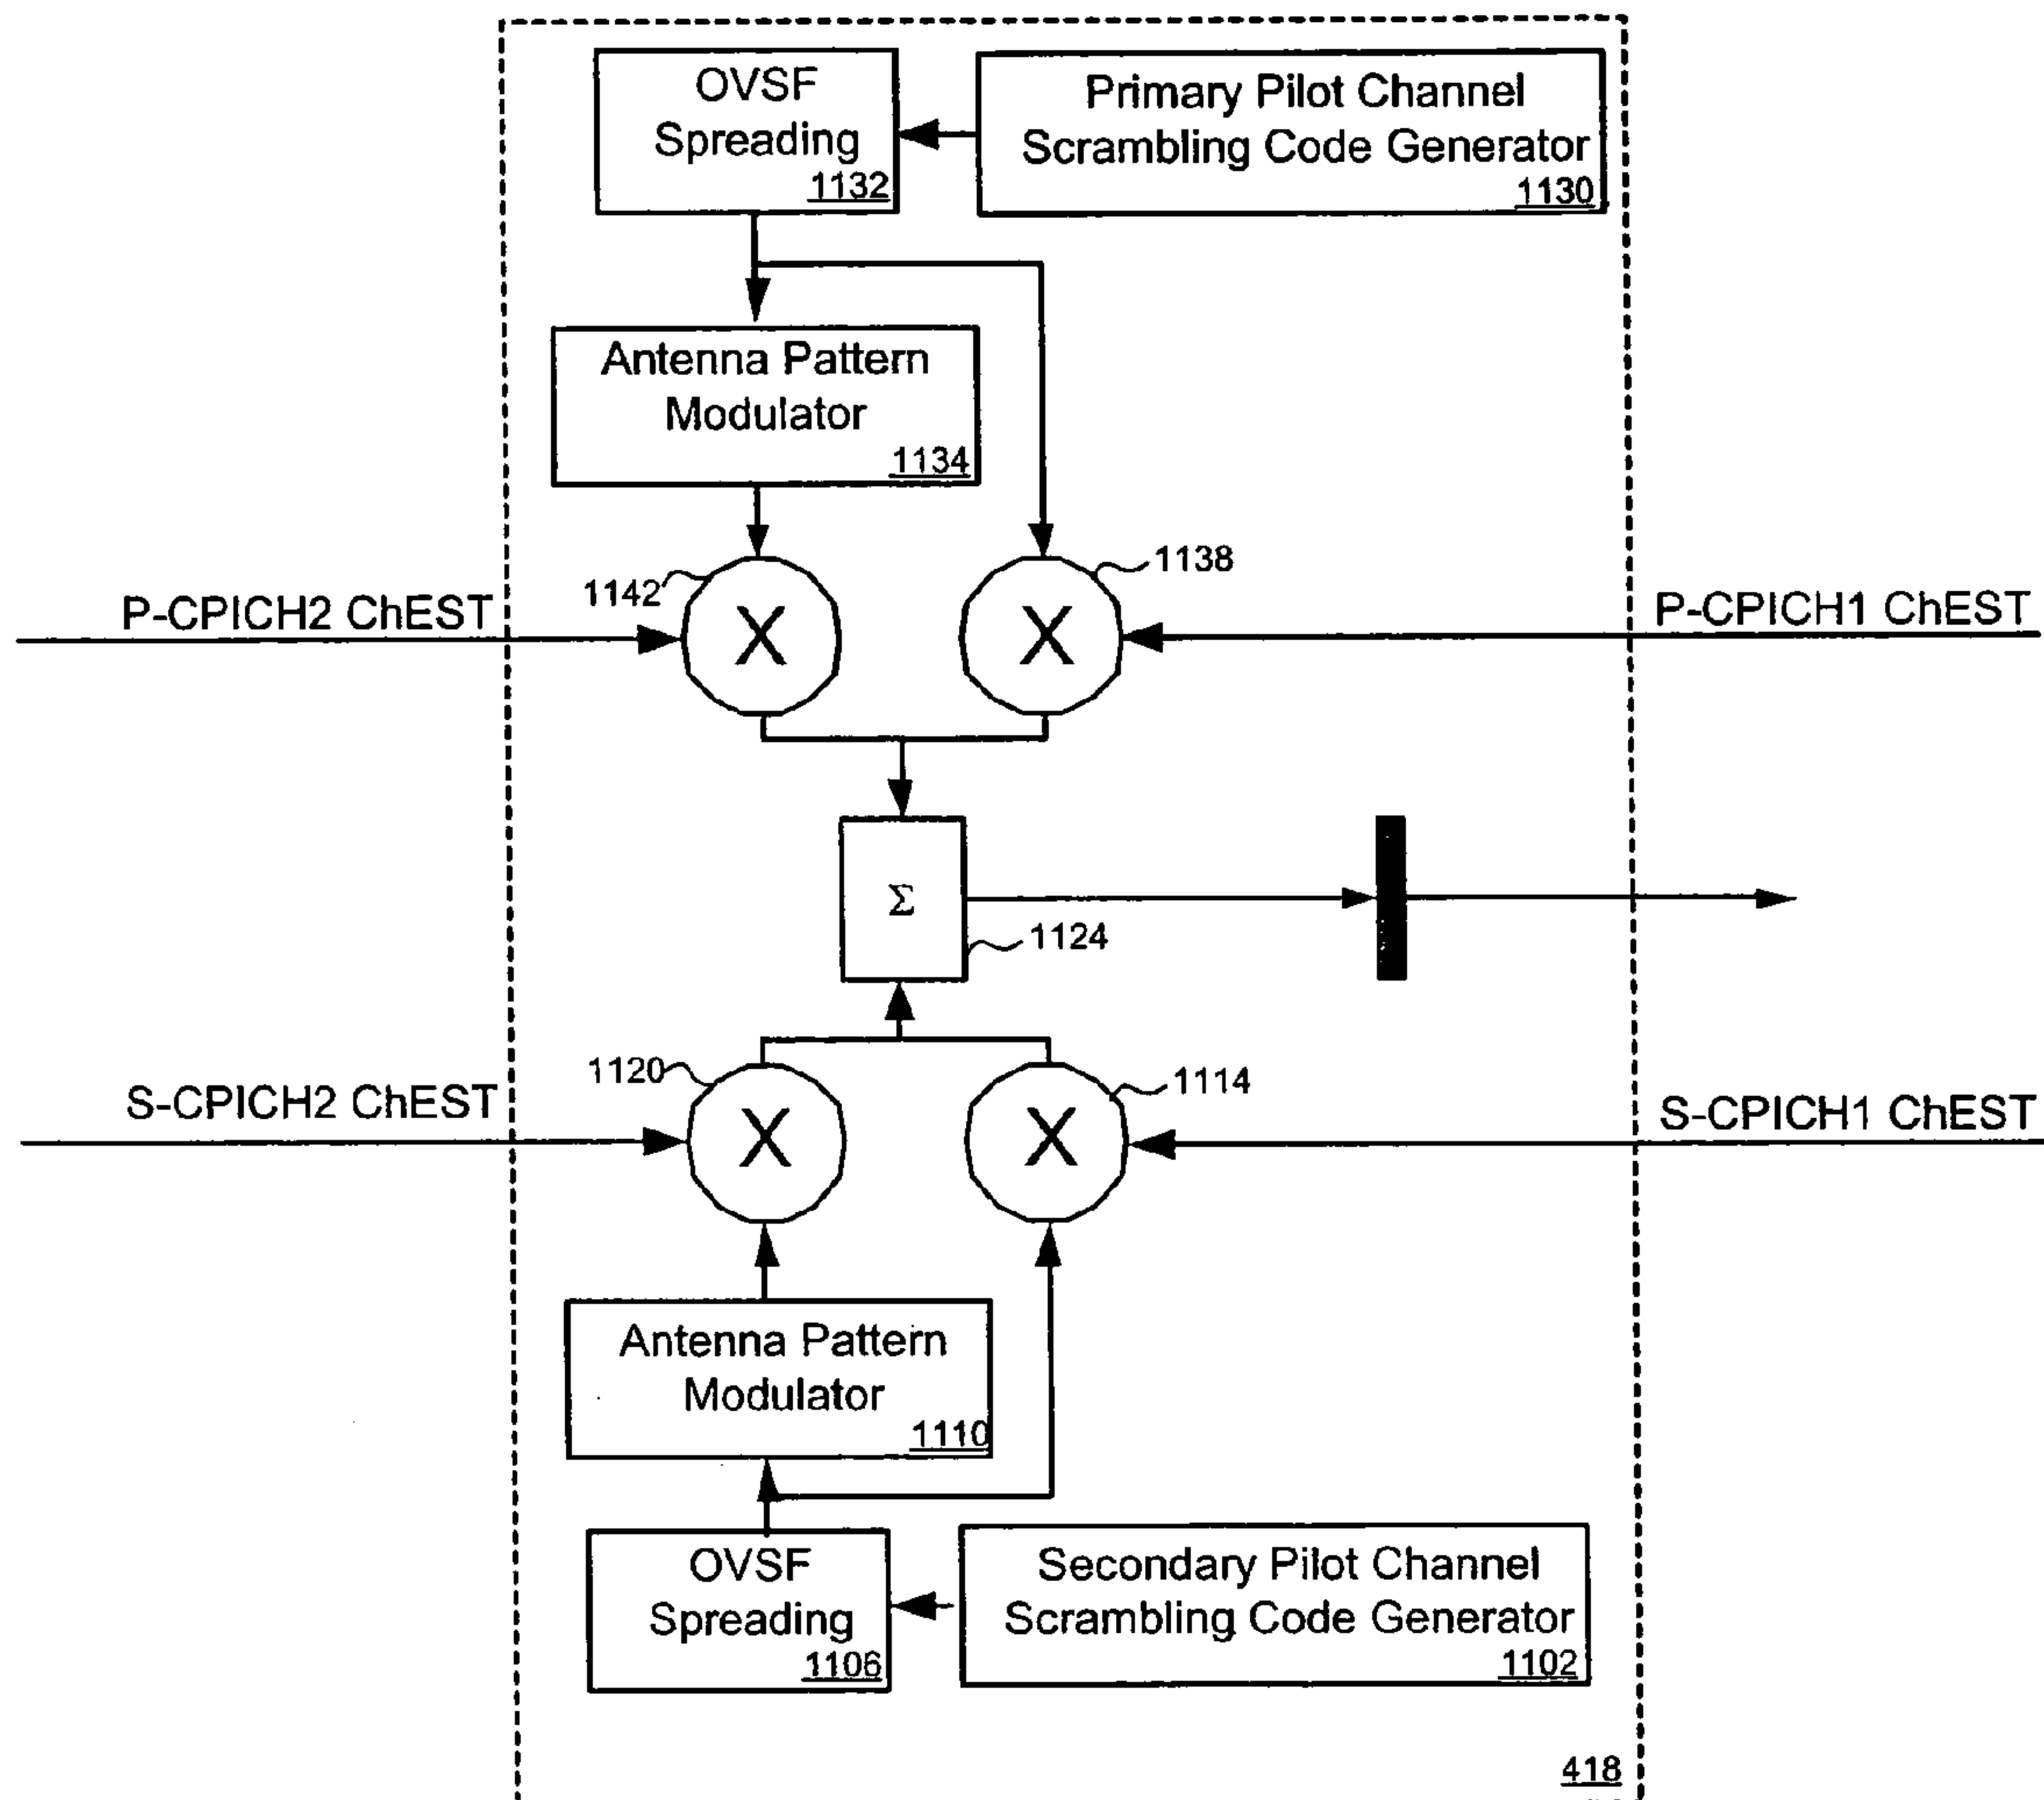 OVSF
Spreading
1132
Primary Pilot Channel
Scrambling Code Generator
1130
Antenna Pattern
Modulator
1134
1142
X
1138
X
P-CPICH2 ChEST
P-CPICH1 ChEST
Σ
1124
1120
X
1114
X
S-CPICH2 ChEST
S-CPICH1 ChEST
Antenna Pattern
Modulator
1110
OVSF
Spreading
1106
Secondary Pilot Channel
Scrambling Code Generator
1102
418